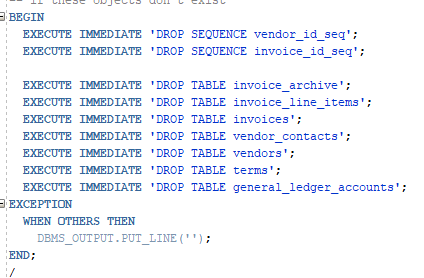 -- if these objects don't exist
BEGIN
EXECUTE IMMEDIATE 'DROP SEQUENCE vendor_id_seq';
EXECUTE IMMEDIATE 'DROP SEQUENCE invoice_id_seq';
EXECUTE IMMEDIATE 'DROP TABLE invoice_archive';
EXECUTE IMMEDIATE 'DROP TABLE invoice_line_items';
EXECUTE IMMEDIATE 'DROP TABLE invoices';
EXECUTE IMMEDIATE 'DROP TABLE vendor_contacts';
EXECUTE IMMEDIATE 'DROP TABLE vendors';
EXECUTE IMMEDIATE 'DROP TABLE terms';
EXECUTE IMMEDIATE 'DROP TABLE general_ledger_accounts';
EXCEPTION
WHEN OTHERS THEN
DBMS_OUTPUT.PUT_LINE('');
END;
/